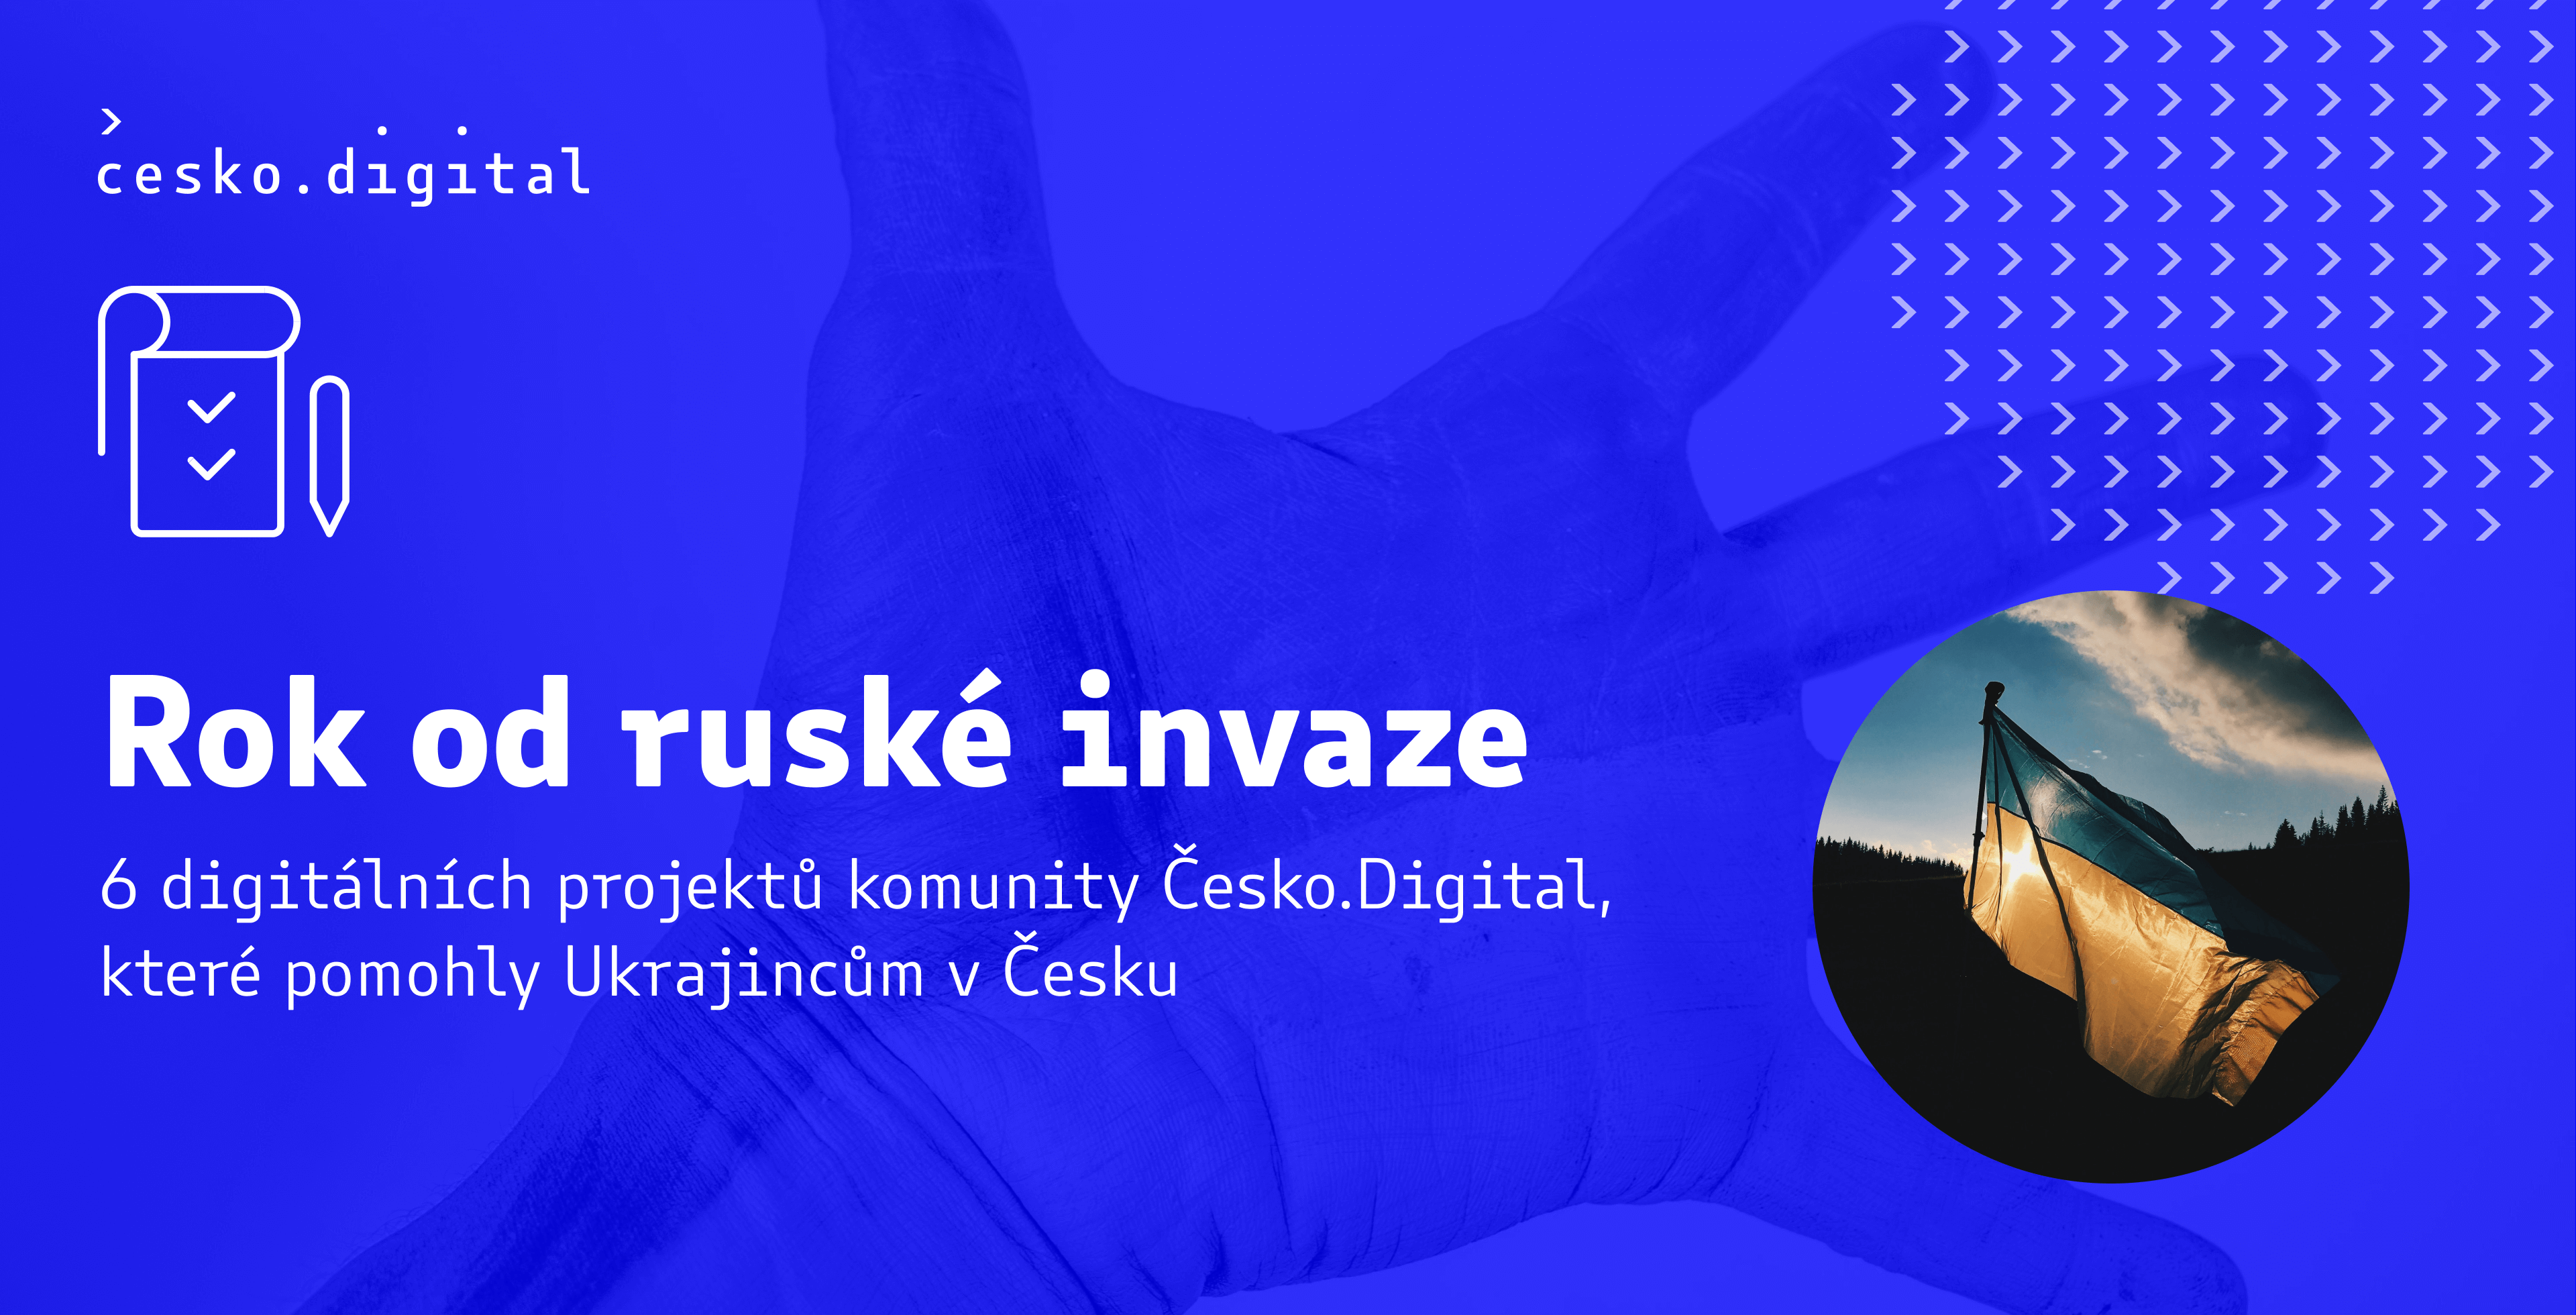 cesko.digital
Rok od ruské invaze
6 digitálních projektů komunity Česko.Digital,
které pomohly Ukrajincům v Česku